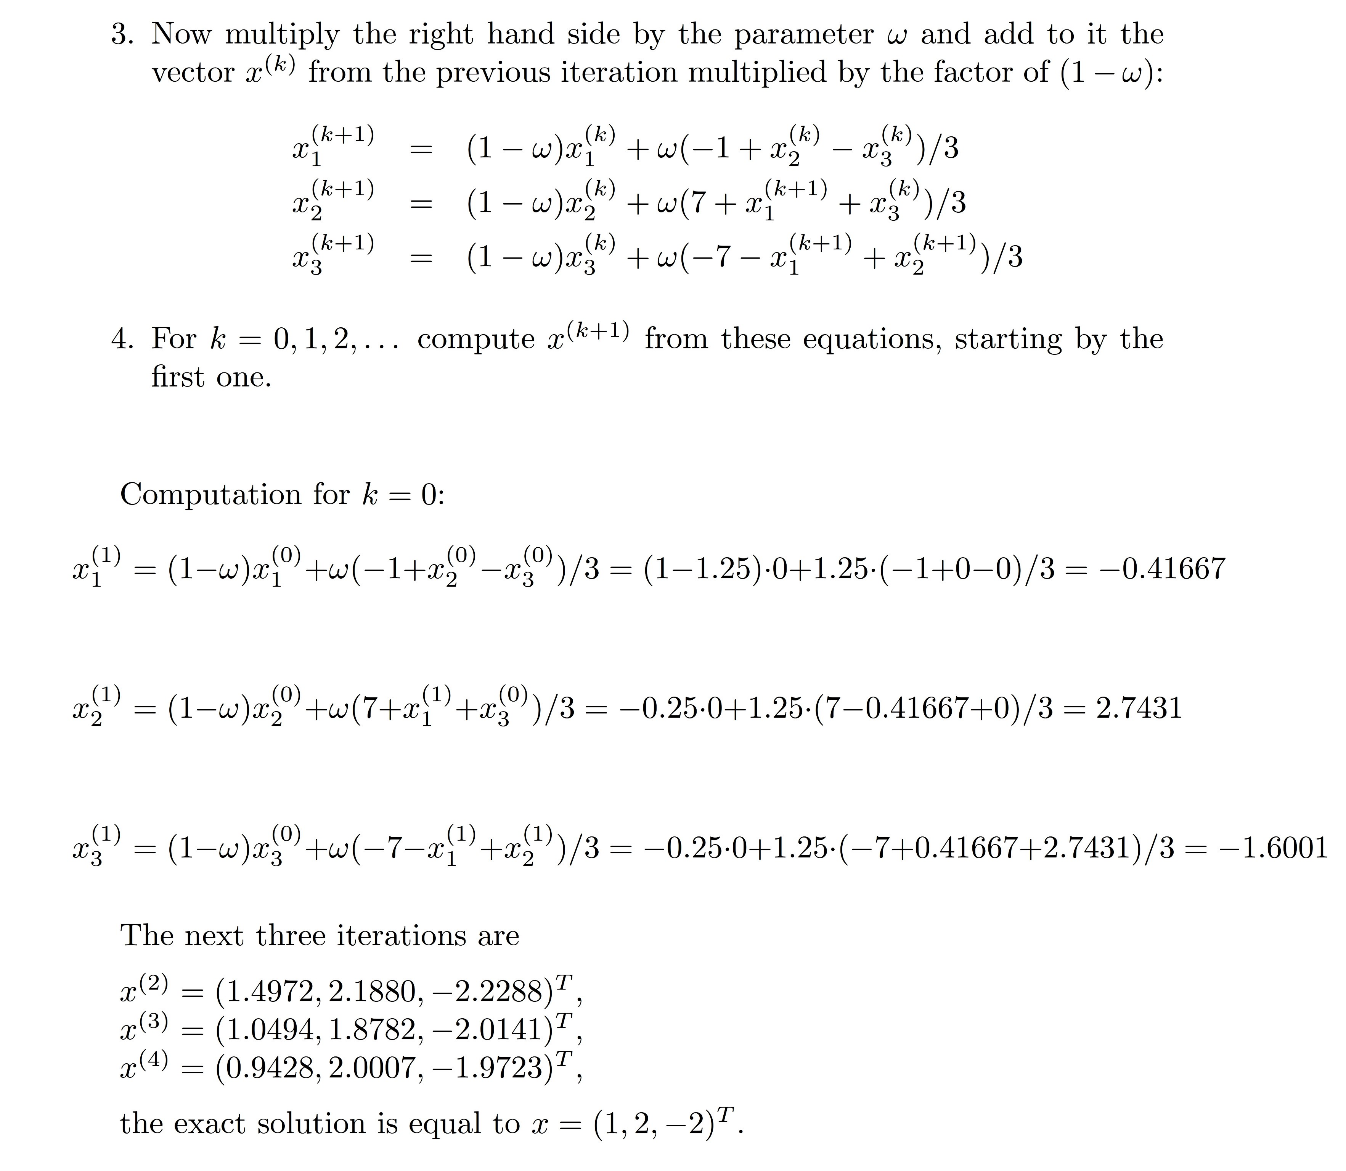 3. Now multiply the right hand side by the parameter ω and add to it the
vector x^(k) from the previous iteration multiplied by the factor of (1 − ω):
x_1^(k+1) = (1 − ω)x_1^(k) + ω(−1 + x_2^(k) − x_3^(k))/3
x_2^(k+1) = (1 − ω)x_2^(k) + ω(7 + x_1^(k+1) + x_3^(k))/3
x_3^(k+1) = (1 − ω)x_3^(k) + ω(−7 − x_1^(k+1) + x_2^(k+1))/3
4. For k = 0, 1, 2, . . . compute x^(k+1) from these equations, starting by the
first one.
Computation for k = 0:
x_1^(1) = (1−ω)x_1^(0)+ω(−1+x_2^(0)−x_3^(0))/3 = (1−1.25)·0+1.25·(−1+0−0)/3 = −0.41667
x_2^(1) = (1−ω)x_2^(0)+ω(7+x_1^(1)+x_3^(0))/3 = −0.25·0+1.25·(7−0.41667+0)/3 = 2.7431
x_3^(1) = (1−ω)x_3^(0)+ω(−7−x_1^(1)+x_2^(1))/3 = −0.25·0+1.25·(−7+0.41667+2.7431)/3 = −1.6001
The next three iterations are
x^(2) = (1.4972, 2.1880, −2.2288)^T,
x^(3) = (1.0494, 1.8782, −2.0141)^T,
x^(4) = (0.9428, 2.0007, −1.9723)^T,
the exact solution is equal to x = (1, 2, −2)^T.